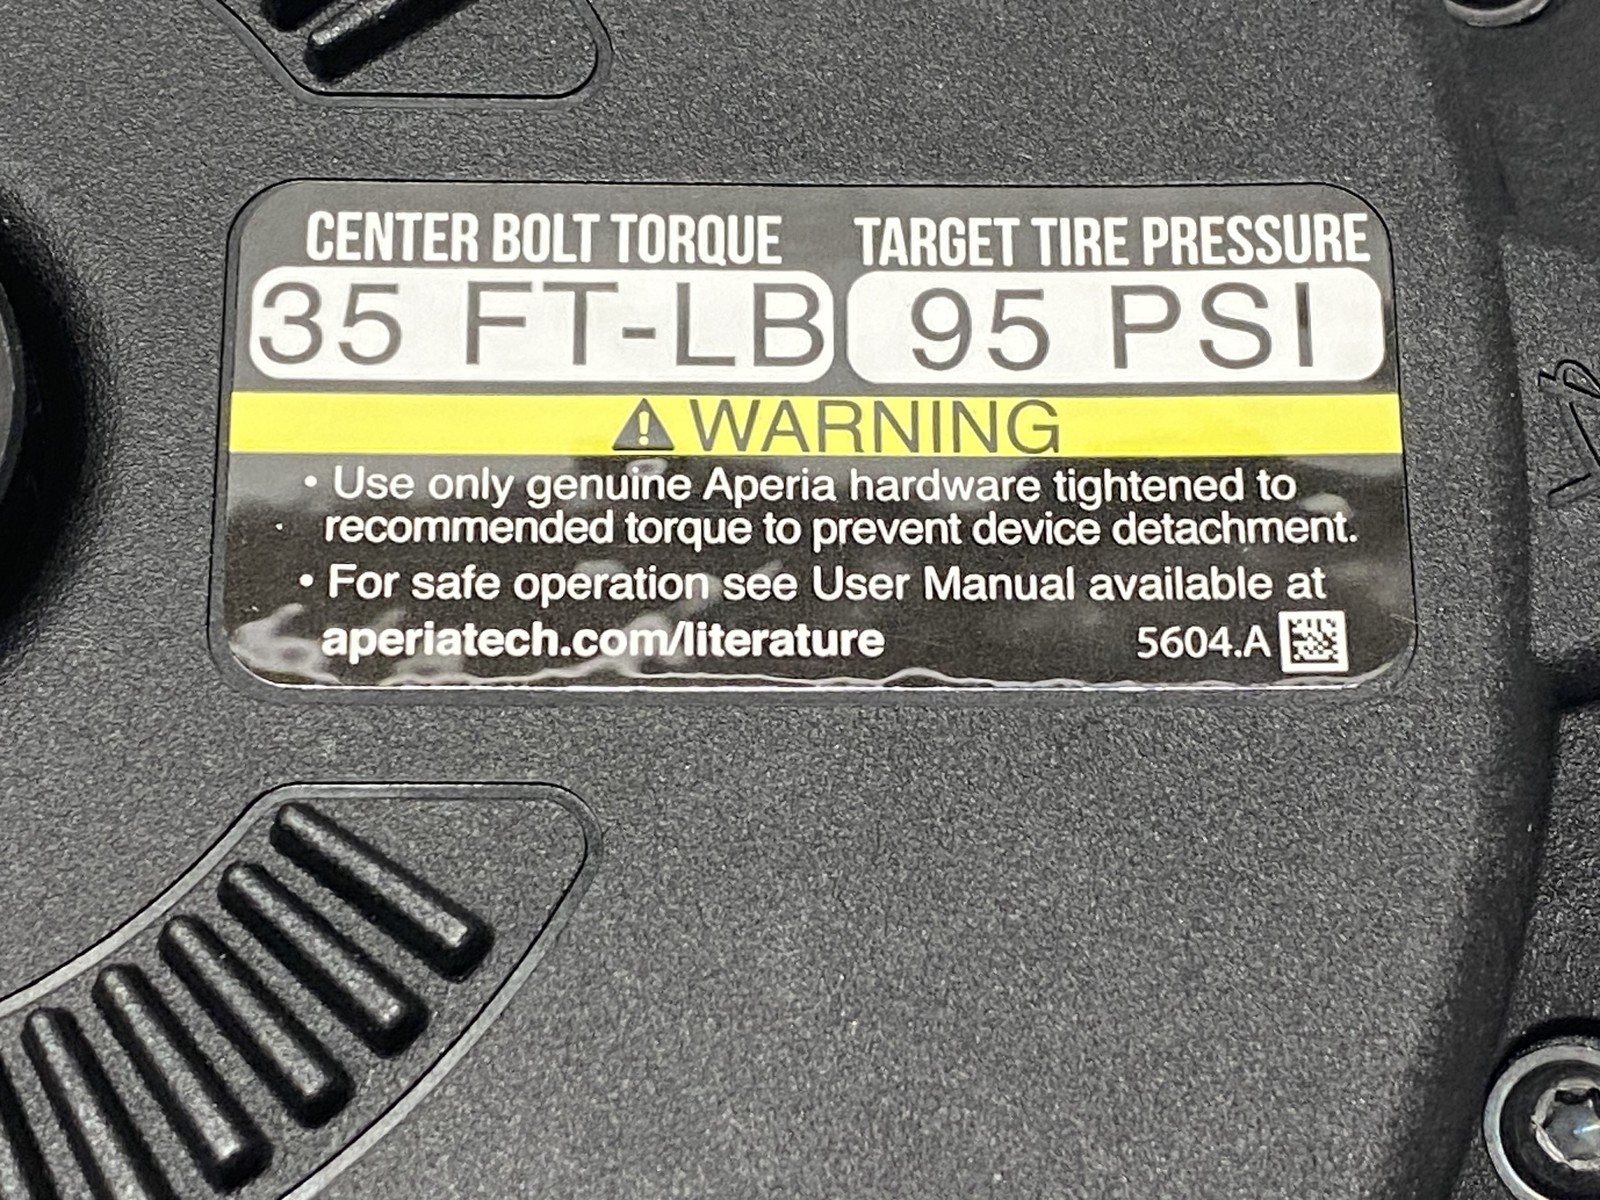 CENTER BOLT TORQUE TARGET TIRE PRESSURE
35 FT-LB 95 PSI
WARNING
• Use only genuine Aperia hardware tightened to
recommended torque to prevent device detachment.
• For safe operation see User Manual available at
aperiatech.com/literature 5604.A